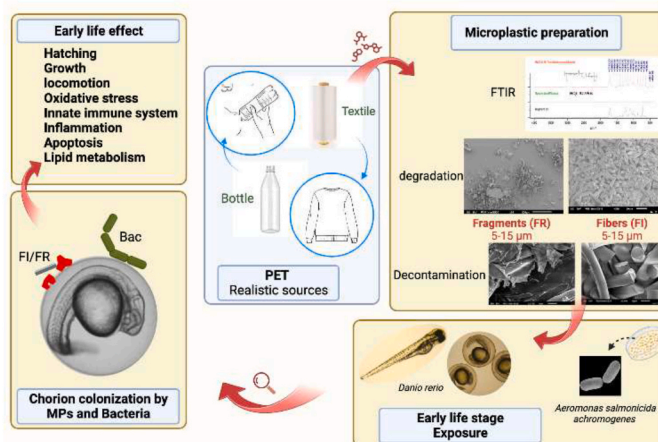 Early life effect
Hatching
Growth
locomotion
Oxidative stress
Innate immune system
Inflammation
Apoptosis
Lipid metabolism
FI/FR
Bac
Chorion colonization by
MPs and Bacteria
Textile
Bottle
PET
Realistic sources
Microplastic preparation
FTIR
degradation
Fragments (FR)
5-15 µm
Fibers (FI)
5-15 µm
Decontamination
Danio rerio
Aeromonas salmonicida
achromogenes
Early life stage
Exposure